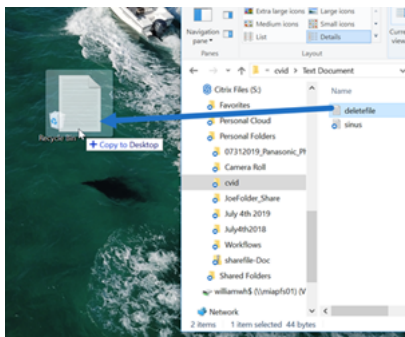 Extra large icons
Large icons
Medium icons
Small icons
List
Details
Navigation
pane
Panes
Layout
Current
view
cvid
Text Document
Name
Citrix Files (S:)
Favorites
Personal Cloud
Personal Folders
07312019_Panasonic_Ph
Camera Roll
cvid
JoeFolder_Share
July 4th 2019
July4th2018
Workflows
sharefile-Doc
Shared Folders
williamwh$ (\\miapfs01) (V
Network
deletefile
sinus
Recycle Bin
Copy to Desktop
2 items
1 item selected 44 bytes